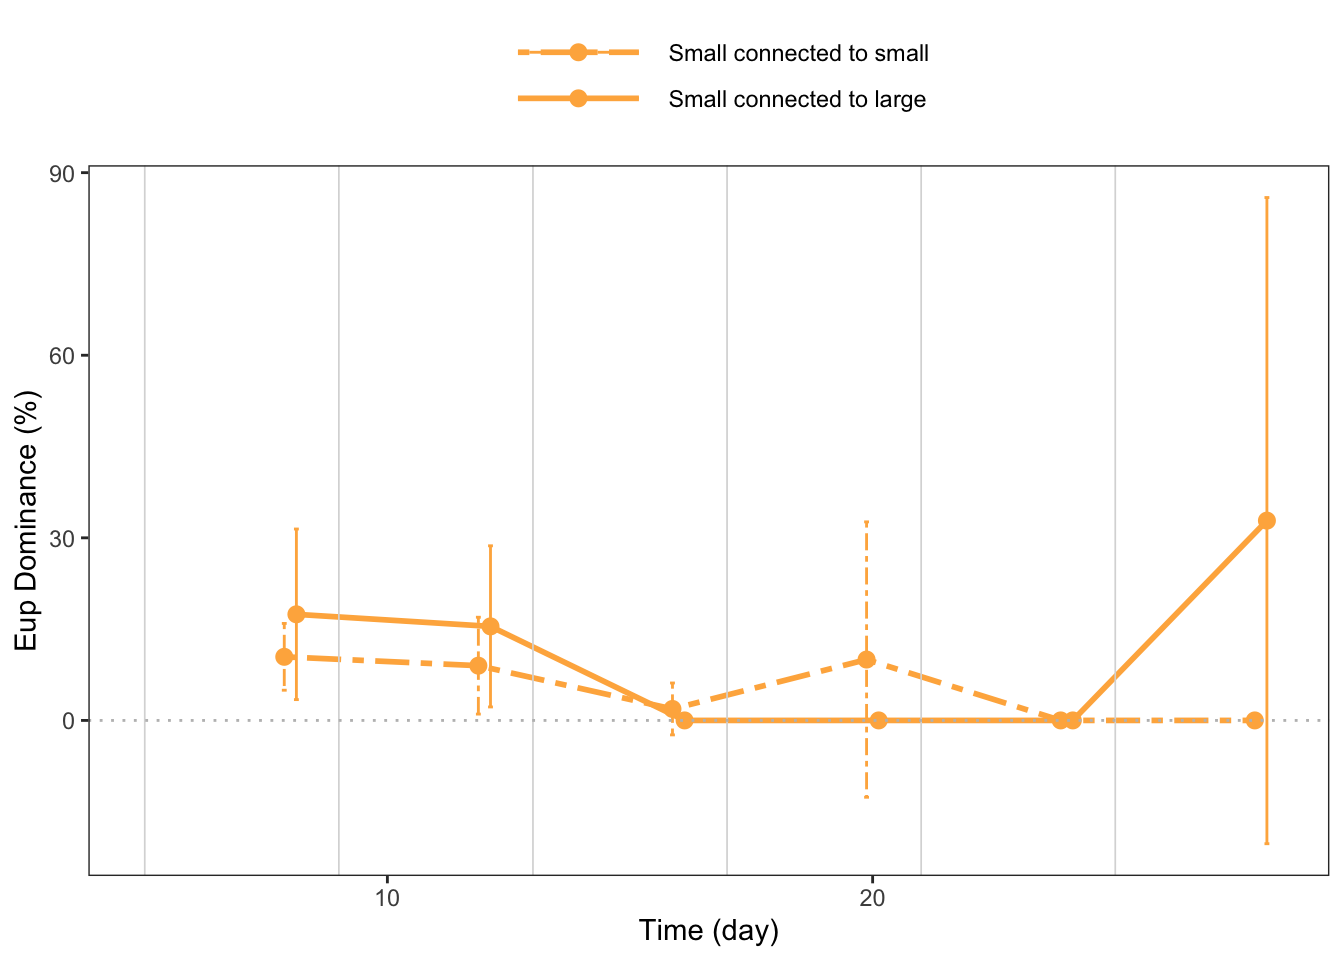 Small connected to small
Small connected to large
90
60
30
0
Eup Dominance (%)
10 20
Time (day)